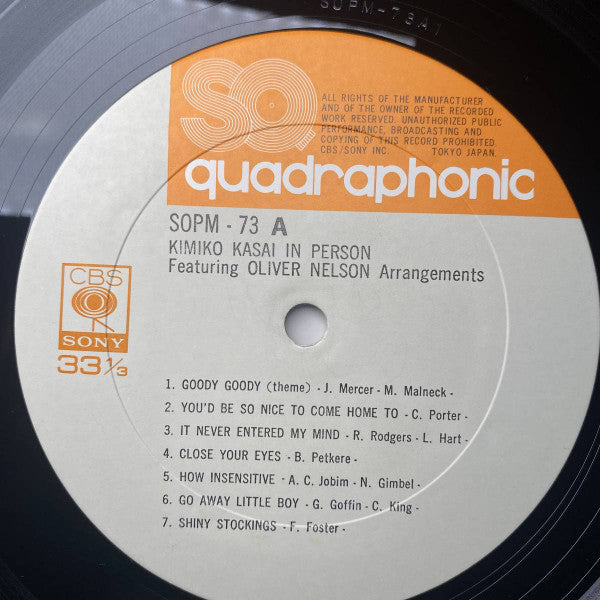 SOPM-73A1
SQ
ALL RIGHTS OF THE MANUFACTURER
AND OF THE OWNER OF THE RECORDED
WORK RESERVED. UNAUTHORIZED PUBLIC
PERFORMANCE, BROADCASTING AND
COPYING OF THIS RECORD PROHIBITED.
CBS/SONY INC. TOKYO JAPAN.
quadraphonic
SOPM - 73 A
KIMIKO KASAI IN PERSON
Featuring OLIVER NELSON Arrangements
CBS
SONY
33⅓
1. GOODY GOODY (theme) - J. Mercer - M. Malneck -
2. YOU'D BE SO NICE TO COME HOME TO - C. Porter -
3. IT NEVER ENTERED MY MIND - R. Rodgers - L. Hart -
4. CLOSE YOUR EYES - B. Petkere -
5. HOW INSENSITIVE - A. C. Jobim - N. Gimbel -
6. GO AWAY LITTLE BOY - G. Goffin - C. King -
7. SHINY STOCKINGS - F. Foster -